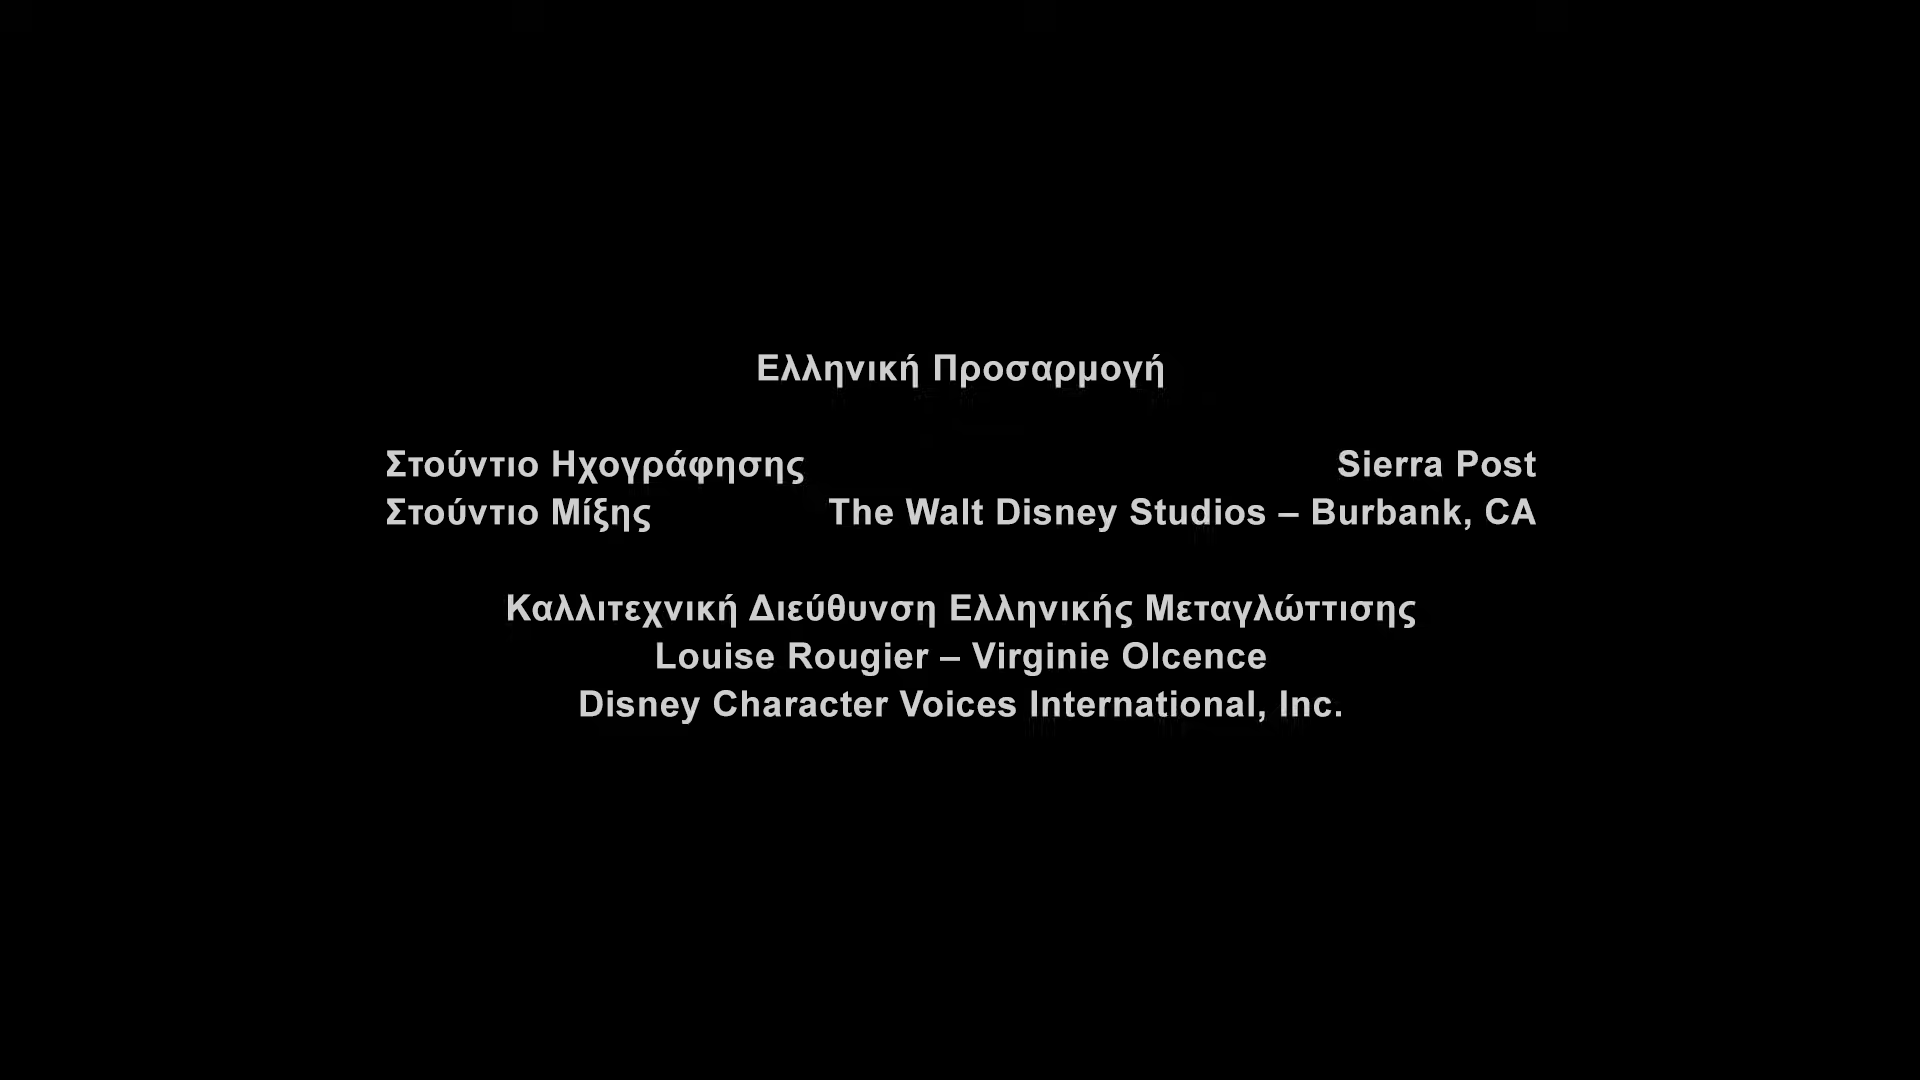 Ελληνική Προσαρμογή
Στούντιο Ηχογράφησης Sierra Post
Στούντιο Μίξης The Walt Disney Studios – Burbank, CA
Καλλιτεχνική Διεύθυνση Ελληνικής Μεταγλώττισης
Louise Rougier – Virginie Olcence
Disney Character Voices International, Inc.